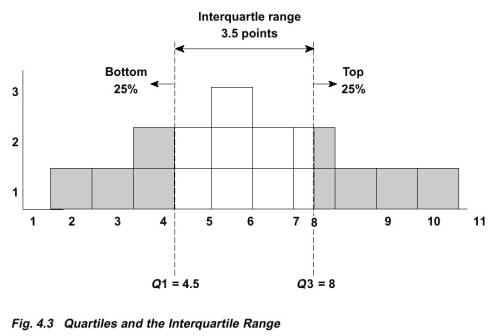 Interquartile range
3.5 points
Bottom
25%
Top
25%
3
2
1
1 2 3 4 5 6 7 8 9 10 11
Q1 = 4.5
Q3 = 8
Fig. 4.3 Quartiles and the Interquartile Range